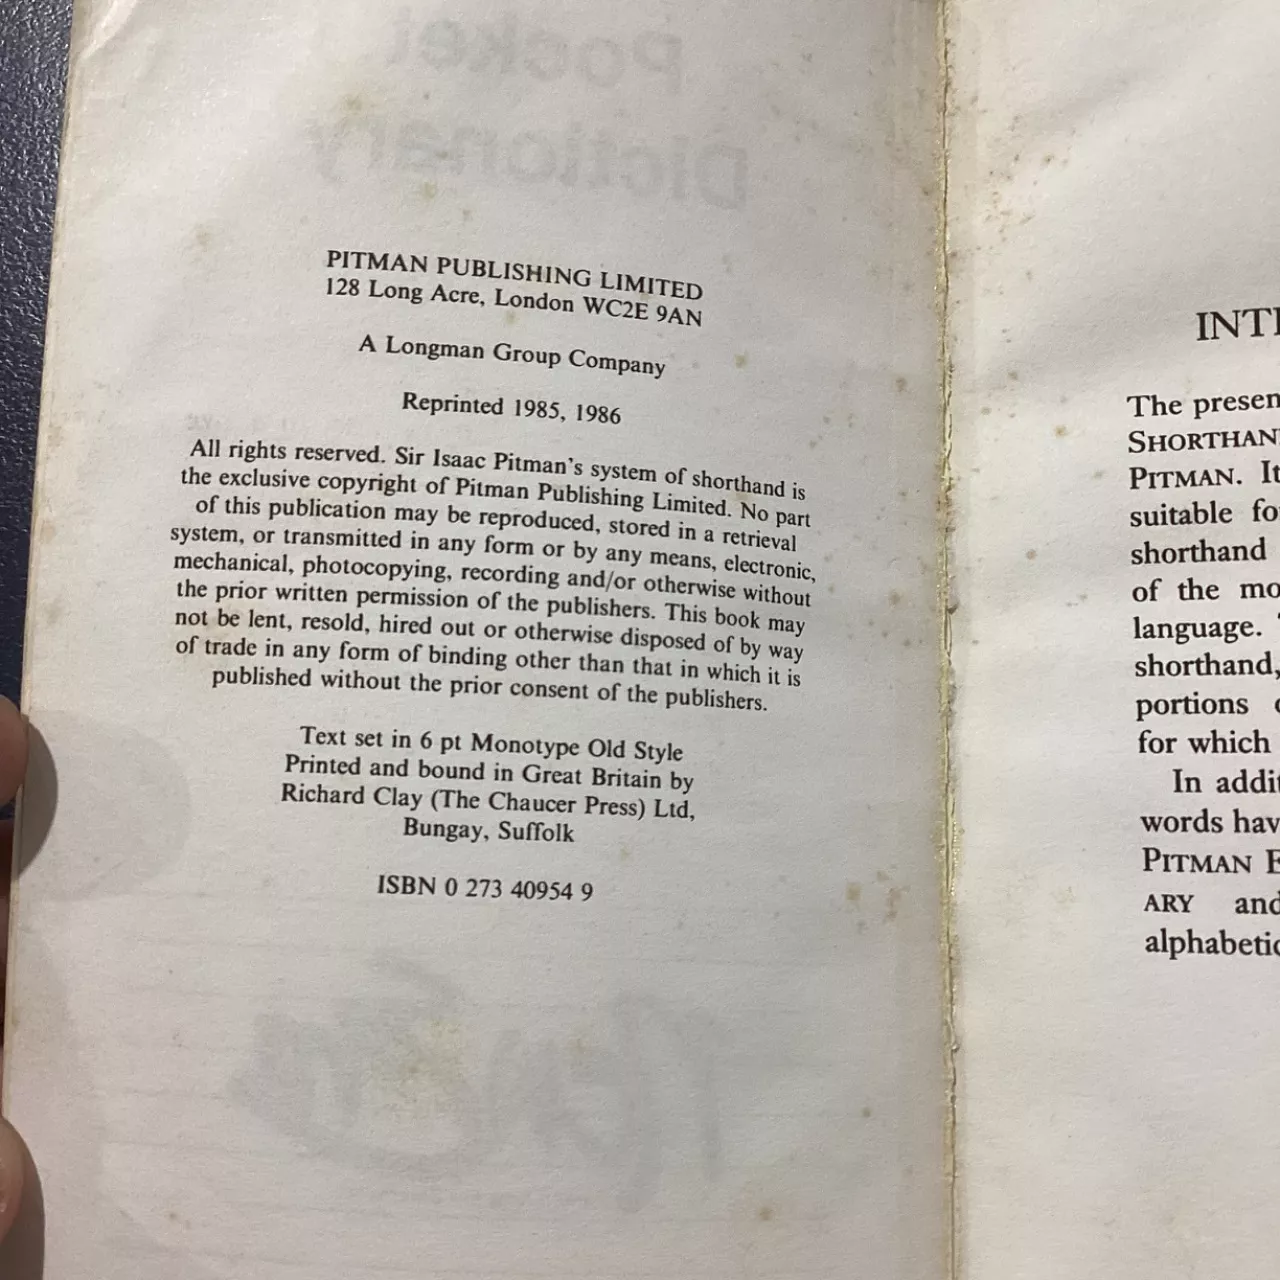 Pocket
Dictionary
PITMAN PUBLISHING LIMITED
128 Long Acre, London WC2E 9AN
A Longman Group Company
Reprinted 1985, 1986
All rights reserved. Sir Isaac Pitman's system of shorthand is
the exclusive copyright of Pitman Publishing Limited. No part
of this publication may be reproduced, stored in a retrieval
system, or transmitted in any form or by any means, electronic,
mechanical, photocopying, recording and/or otherwise without
the prior written permission of the publishers. This book may
not be lent, resold, hired out or otherwise disposed of by way
of trade in any form of binding other than that in which it is
published without the prior consent of the publishers.
Text set in 6 pt Monotype Old Style
Printed and bound in Great Britain by
Richard Clay (The Chaucer Press) Ltd,
Bungay, Suffolk
ISBN 0 273 40954 9
INT
The presen
SHORTHAN
PITMAN. It
suitable fo
shorthand
of the mo
language.
shorthand,
portions
for which
In addit
words hav
PITMAN E
ARY and
alphabetic